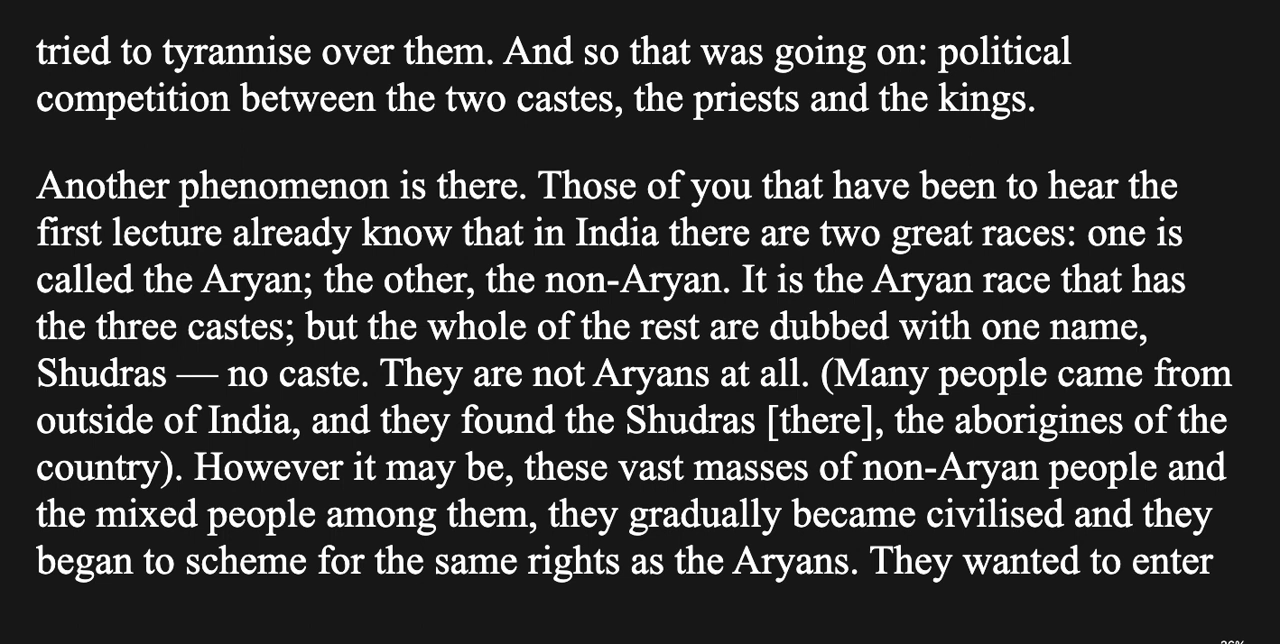 tried to tyrannise over them. And so that was going on: political
competition between the two castes, the priests and the kings.
Another phenomenon is there. Those of you that have been to hear the
first lecture already know that in India there are two great races: one is
called the Aryan; the other, the non-Aryan. It is the Aryan race that has
the three castes; but the whole of the rest are dubbed with one name,
Shudras — no caste. They are not Aryans at all. (Many people came from
outside of India, and they found the Shudras [there], the aborigines of the
country). However it may be, these vast masses of non-Aryan people and
the mixed people among them, they gradually became civilised and they
began to scheme for the same rights as the Aryans. They wanted to enter